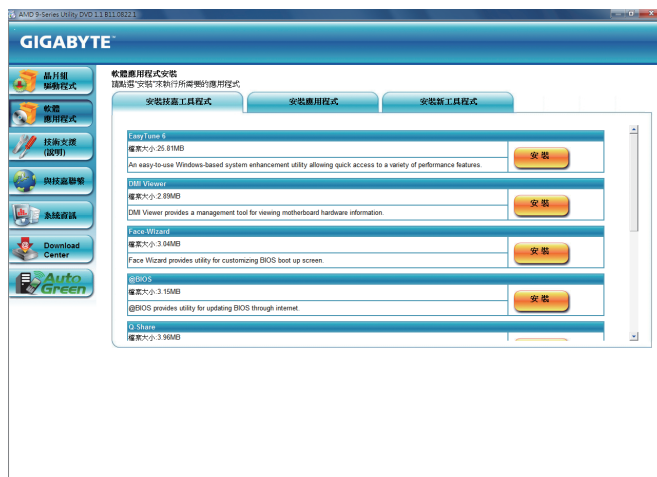 AMD 9-Series Utility DVD 1.1 B11.0822.1
GIGABYTE™
晶片組
驅動程式
軟體
應用程式
技術支援
(說明)
與技嘉聯繫
系統資訊
Download
Center
Auto
Green
軟體應用程式安裝
請點選"安裝"來執行所需要的應用程式
安裝技嘉工具程式
安裝應用程式
安裝新工具程式
EasyTune 6
檔案大小:25.81MB
An easy-to-use Windows-based system enhancement utility allowing quick access to a variety of performance features.
安裝
DMI Viewer
檔案大小:2.89MB
DMI Viewer provides a management tool for viewing motherboard hardware information.
安裝
Face-Wizard
檔案大小:3.04MB
Face Wizard provides utility for customizing BIOS boot up screen.
安裝
@BIOS
檔案大小:3.15MB
@BIOS provides utility for updating BIOS through internet.
安裝
Q-Share
檔案大小:3.96MB